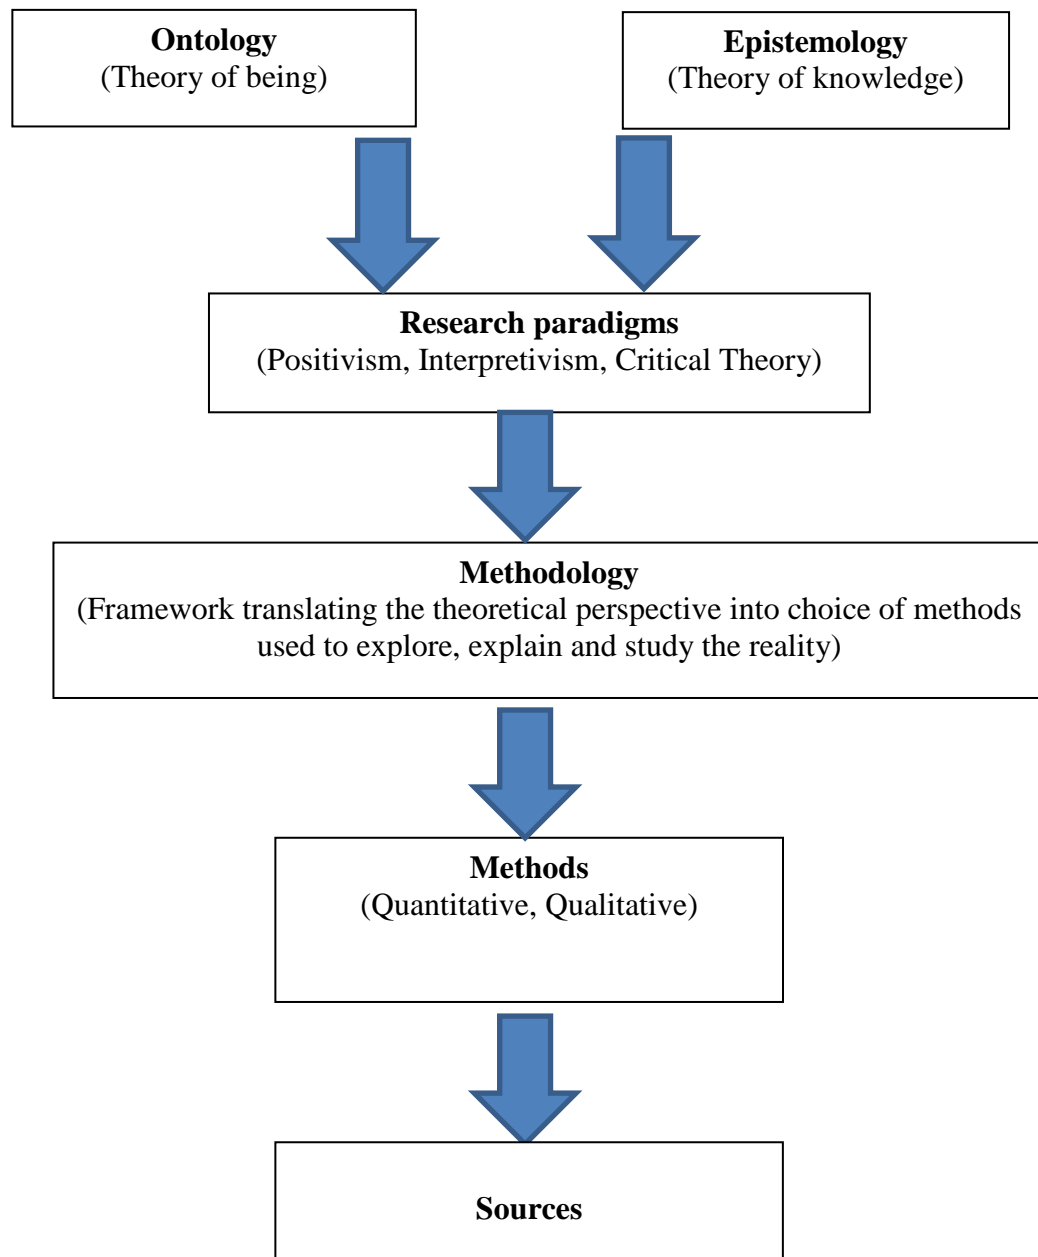 Ontology
(Theory of being)
Epistemology
(Theory of knowledge)
Research paradigms
(Positivism, Interpretivism, Critical Theory)
Methodology
(Framework translating the theoretical perspective into choice of methods
used to explore, explain and study the reality)
Methods
(Quantitative, Qualitative)
Sources